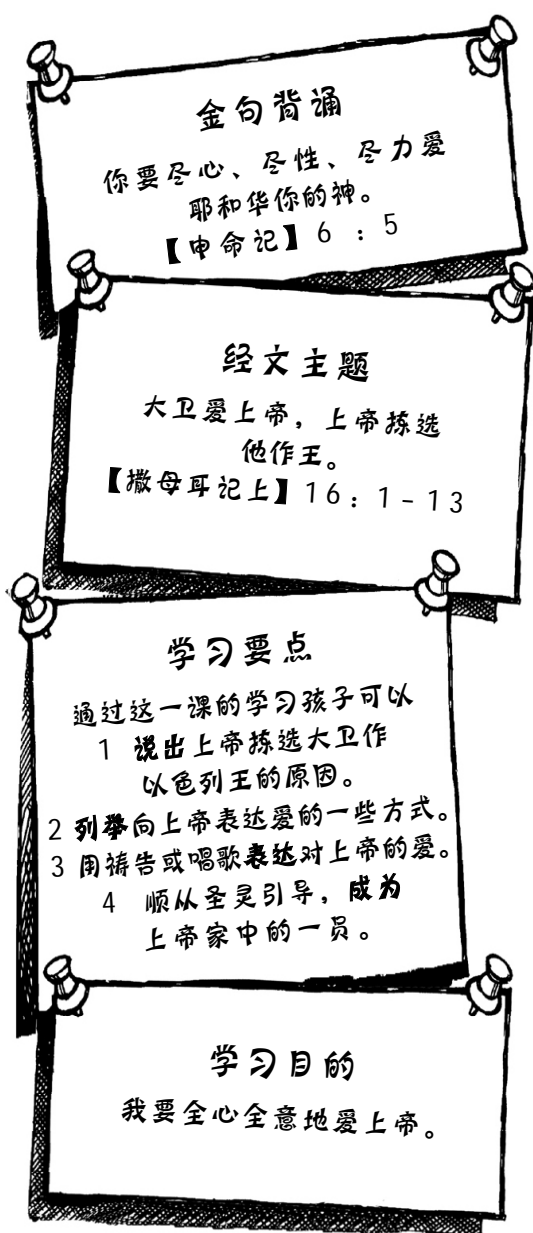 金句背诵
你要尽心、尽性、尽力爱
耶和华你的神。
【申命记】6 : 5
经文主题
大卫爱上帝，上帝拣选
他作王。
【撒母耳记上】16: 1-13
学习要点
通过这一课的学习孩子可以
1 说出上帝拣选大卫作
以色列王的原因。
2 列举向上帝表达爱的一些方式。
3 用祷告或唱歌表达对上帝的爱。
4 顺从圣灵引导，成为
上帝家中的一员。
学习目的
我要全心全意地爱上帝。